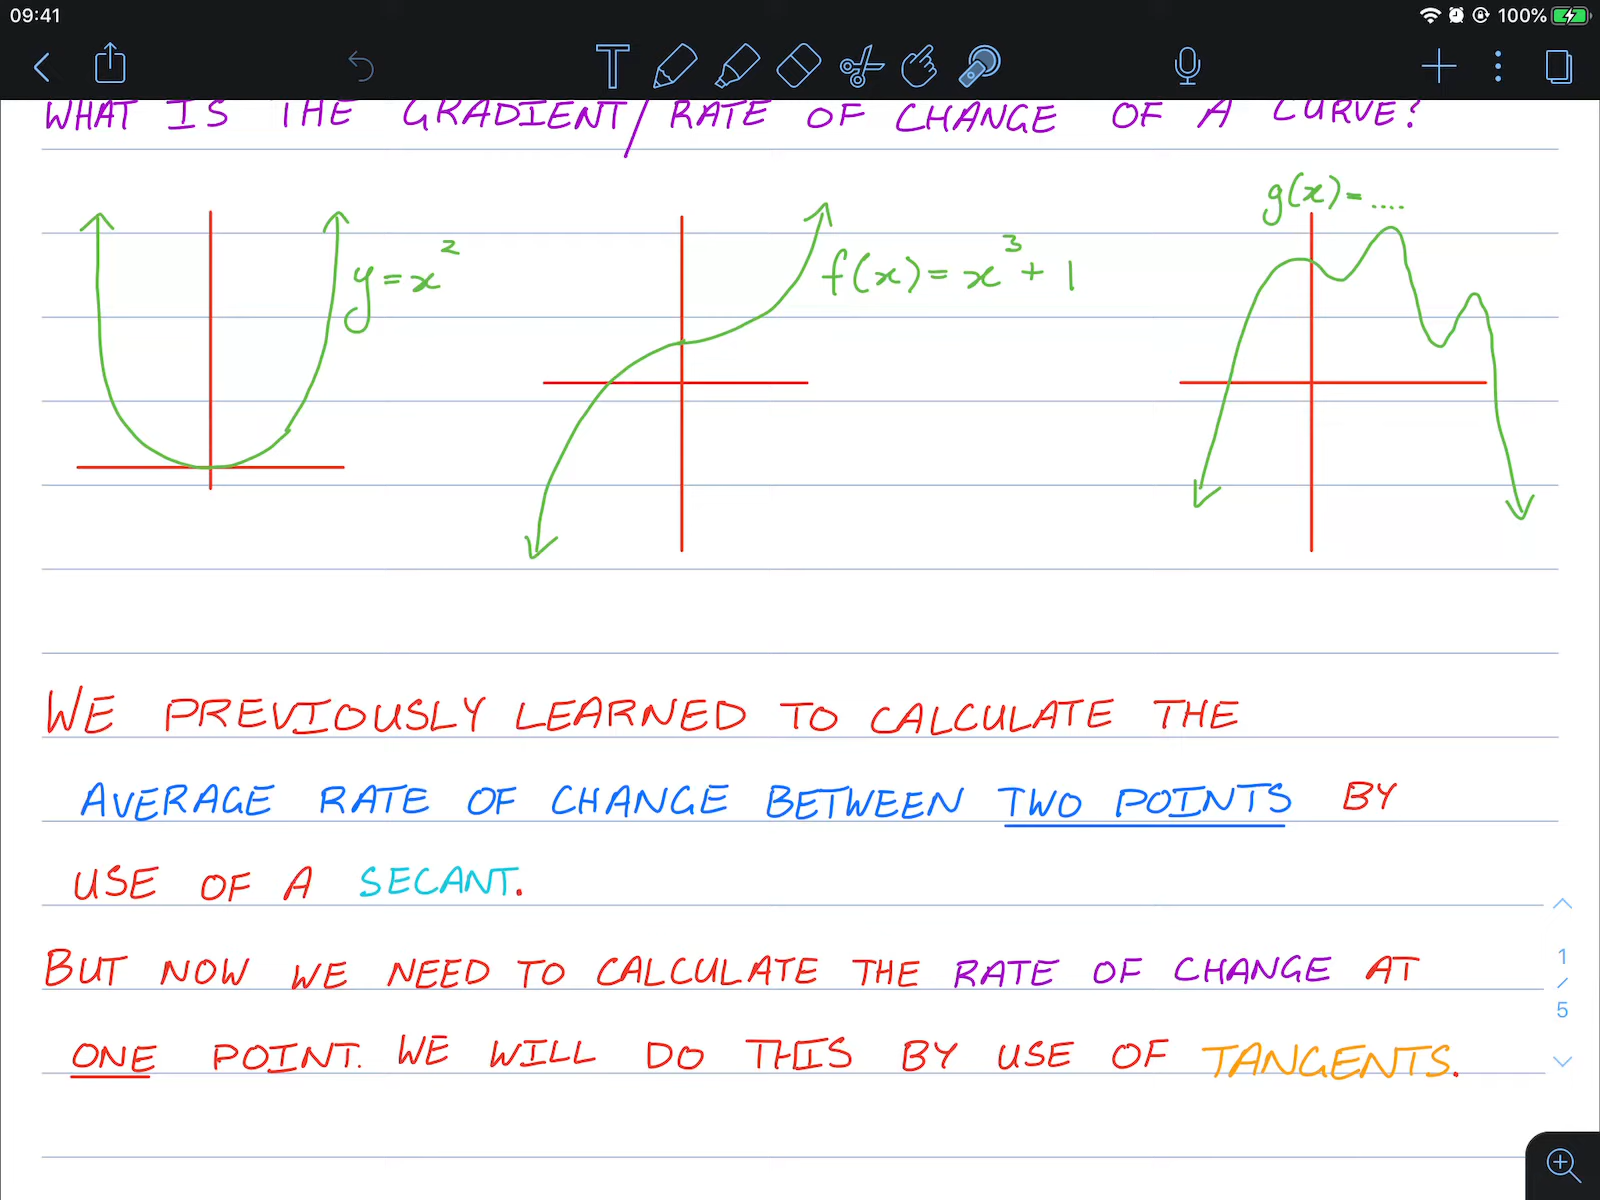 09:41
100%
WHAT IS THE GRADIENT/RATE OF CHANGE OF A CURVE?
y=x²
f(x)=x³+1
g(x)=....
WE PREVIOUSLY LEARNED TO CALCULATE THE
AVERAGE RATE OF CHANGE BETWEEN TWO POINTS BY
USE OF A SECANT.
BUT NOW WE NEED TO CALCULATE THE RATE OF CHANGE AT
ONE POINT. WE WILL DO THIS BY USE OF TANGENTS.
1
/
5